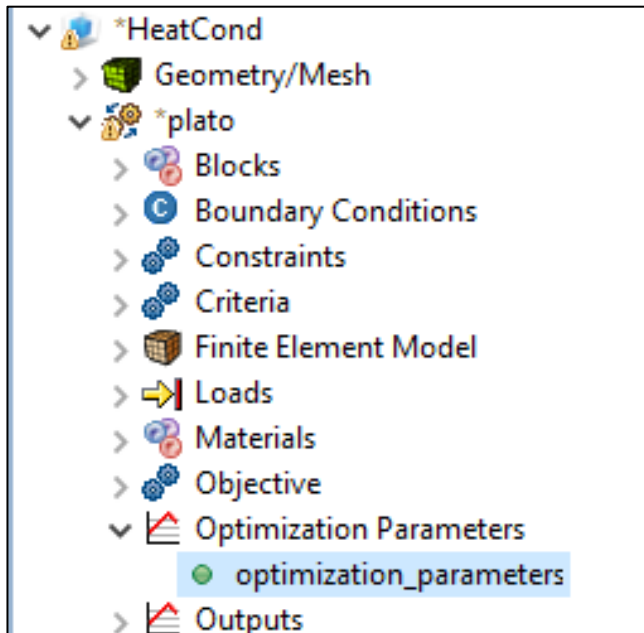 *HeatCond
Geometry/Mesh
*plato
Blocks
C Boundary Conditions
Constraints
Criteria
Finite Element Model
Loads
Materials
Objective
Optimization Parameters
optimization_parameters
Outputs